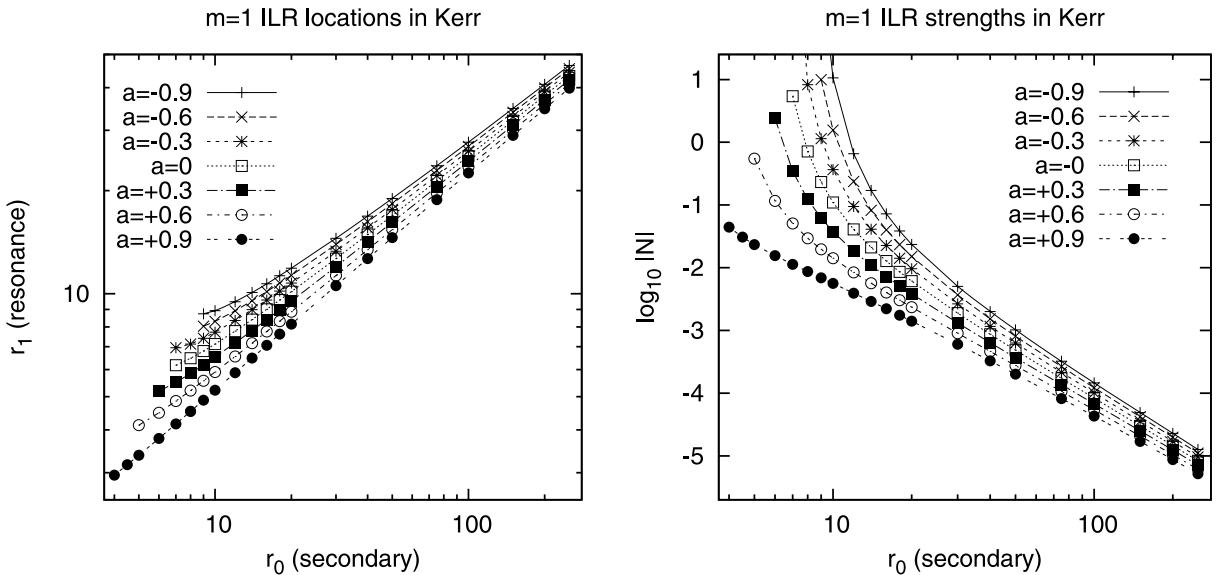 m=1 ILR locations in Kerr
r1 (resonance)
10
a=-0.9
a=-0.6
a=-0.3
a=0
a=+0.3
a=+0.6
a=+0.9
10 100
r0 (secondary)
m=1 ILR strengths in Kerr
log10 |N|
1
0
-1
-2
-3
-4
-5
a=-0.9
a=-0.6
a=-0.3
a=-0
a=+0.3
a=+0.6
a=+0.9
10 100
r0 (secondary)